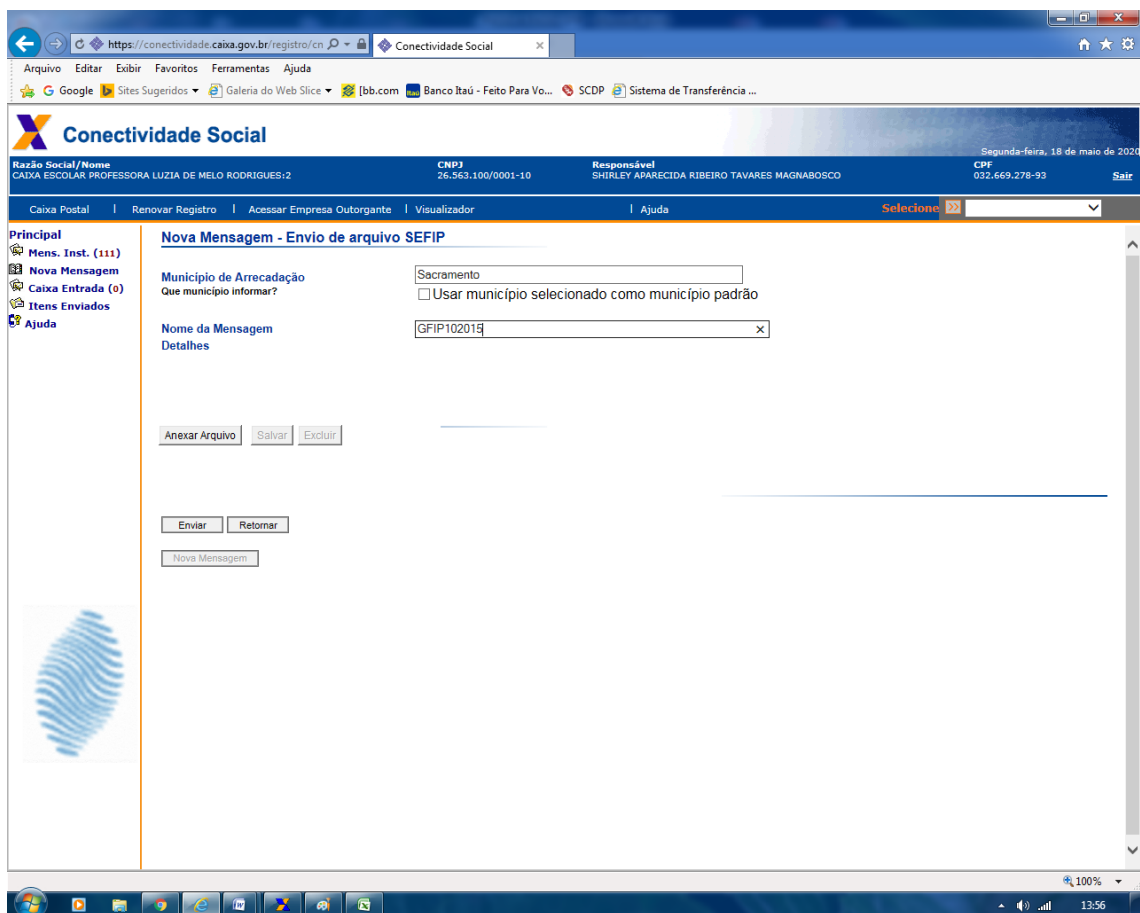 https://conectividade.caixa.gov.br/registro/cn
Conectividade Social
Arquivo Editar Exibir Favoritos Ferramentas Ajuda
Google Sites Sugeridos Galeria do Web Slice [bb.com Banco Itaú - Feito Para Vo... SCDP Sistema de Transferência ...
Conectividade Social
Segunda-feira, 18 de maio de 2020
Razão Social/Nome CNPJ Responsável CPF
CAIXA ESCOLAR PROFESSORA LUZIA DE MELO RODRIGUES:2 26.563.100/0001-10 SHIRLEY APARECIDA RIBEIRO TAVARES MAGNABOSCO 032.669.278-93 Sair
Caixa Postal | Renovar Registro | Acessar Empresa Outorgante | Visualizador | Ajuda Selecione
Principal
Mens. Inst. (111)
Nova Mensagem
Caixa Entrada (0)
Itens Enviados
Ajuda
Nova Mensagem - Envio de arquivo SEFIP
Município de Arrecadação Sacramento
Que município informar? Usar município selecionado como município padrão
Nome da Mensagem GFIP102015
Detalhes
Anexar Arquivo Salvar Excluir
Enviar Retornar
Nova Mensagem
100%
13:56